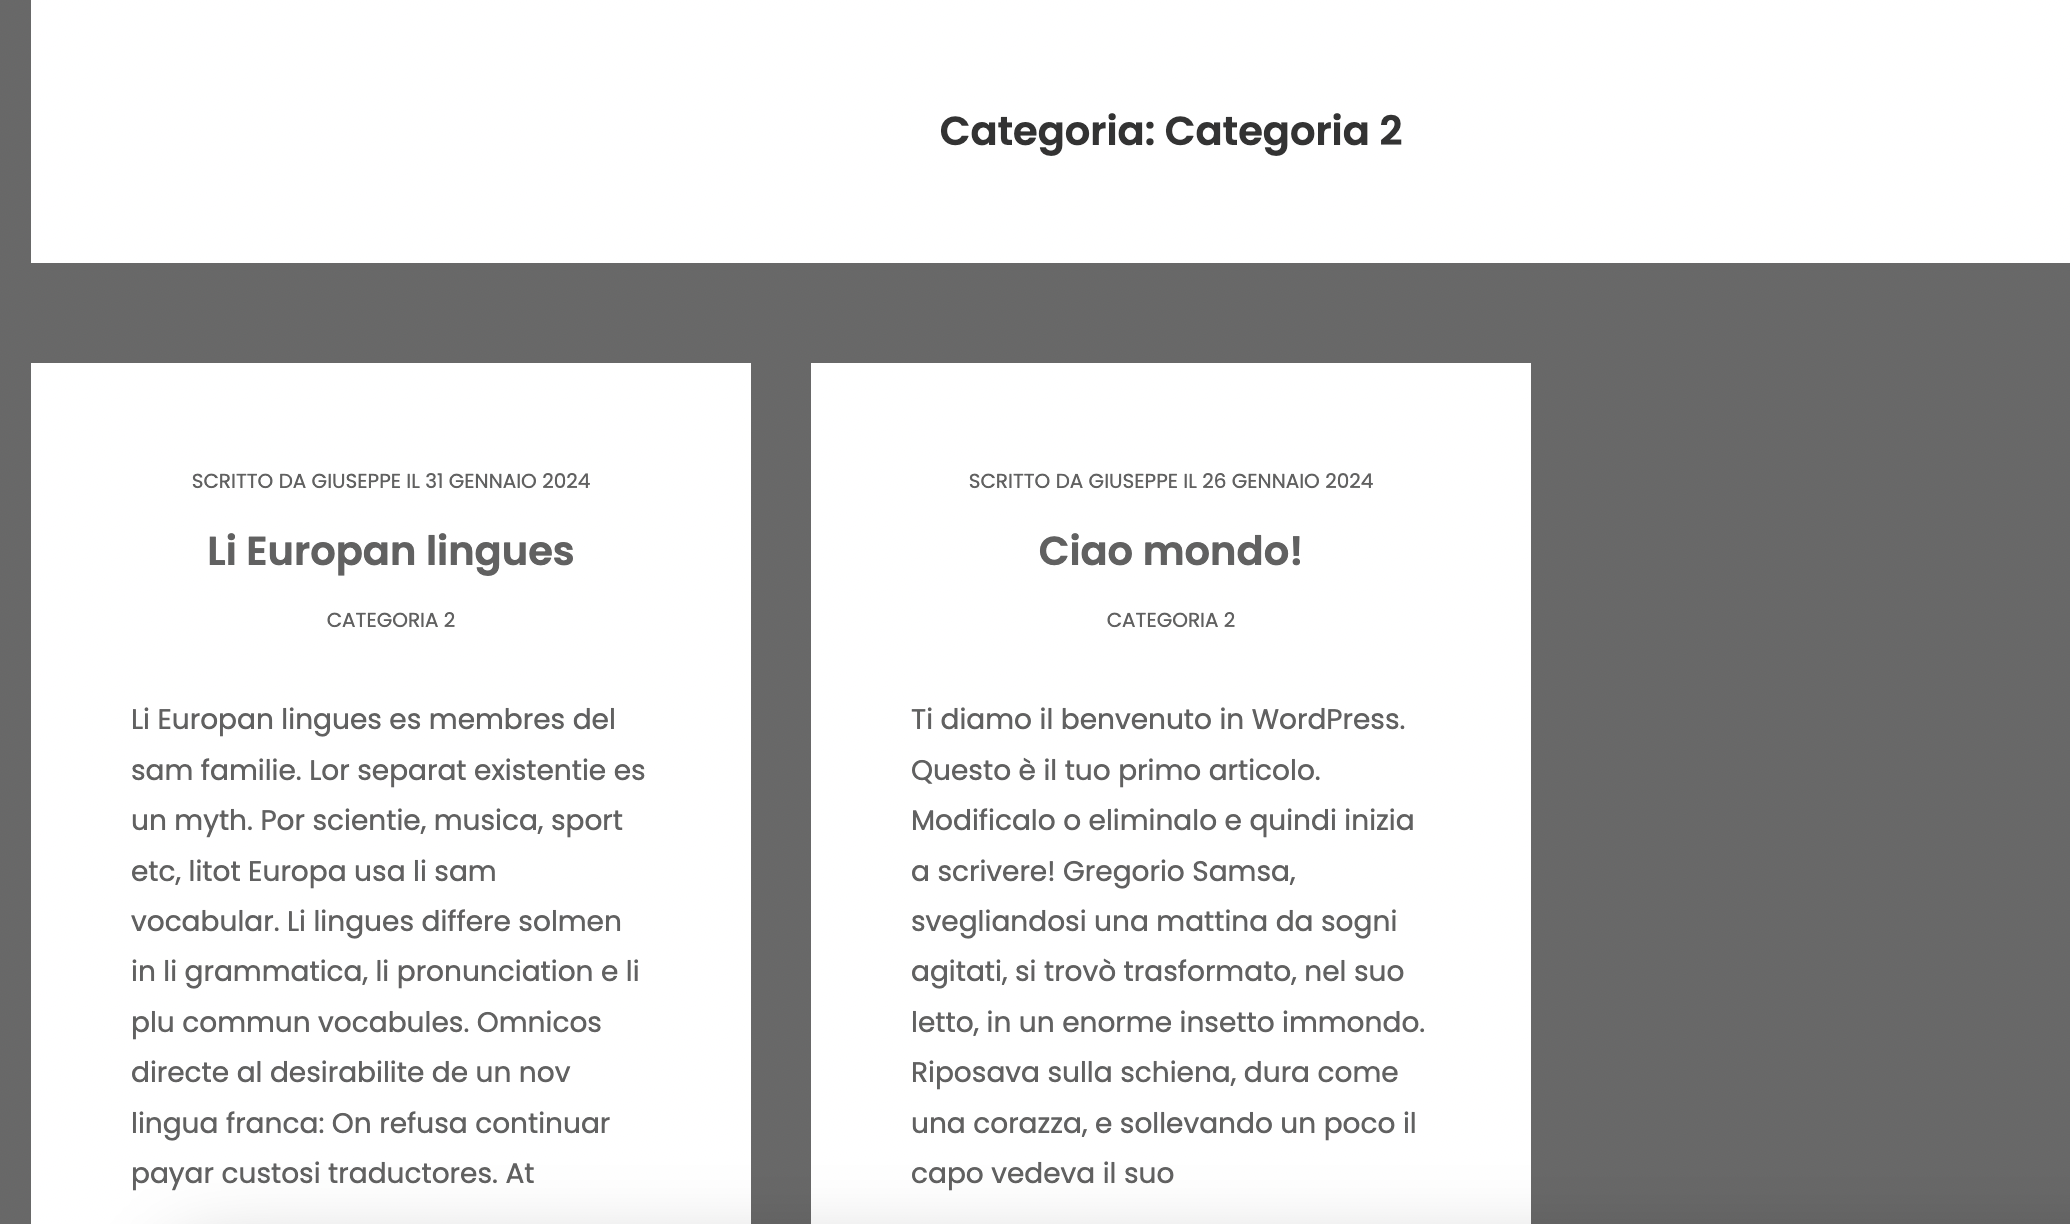 Categoria: Categoria 2
SCRITTO DA GIUSEPPE IL 31 GENNAIO 2024
Li Europan lingues
CATEGORIA 2
Li Europan lingues es membres del
sam familie. Lor separat existentie es
un myth. Por scientie, musica, sport
etc, litot Europa usa li sam
vocabular. Li lingues differe solmen
in li grammatica, li pronunciation e li
plu commun vocabules. Omnicos
directe al desirabilite de un nov
lingua franca: On refusa continuar
payar custosi traductores. At
SCRITTO DA GIUSEPPE IL 26 GENNAIO 2024
Ciao mondo!
CATEGORIA 2
Ti diamo il benvenuto in WordPress.
Questo è il tuo primo articolo.
Modificalo o eliminalo e quindi inizia
a scrivere! Gregorio Samsa,
svegliandosi una mattina da sogni
agitati, si trovò trasformato, nel suo
letto, in un enorme insetto immondo.
Riposava sulla schiena, dura come
una corazza, e sollevando un poco il
capo vedeva il suo